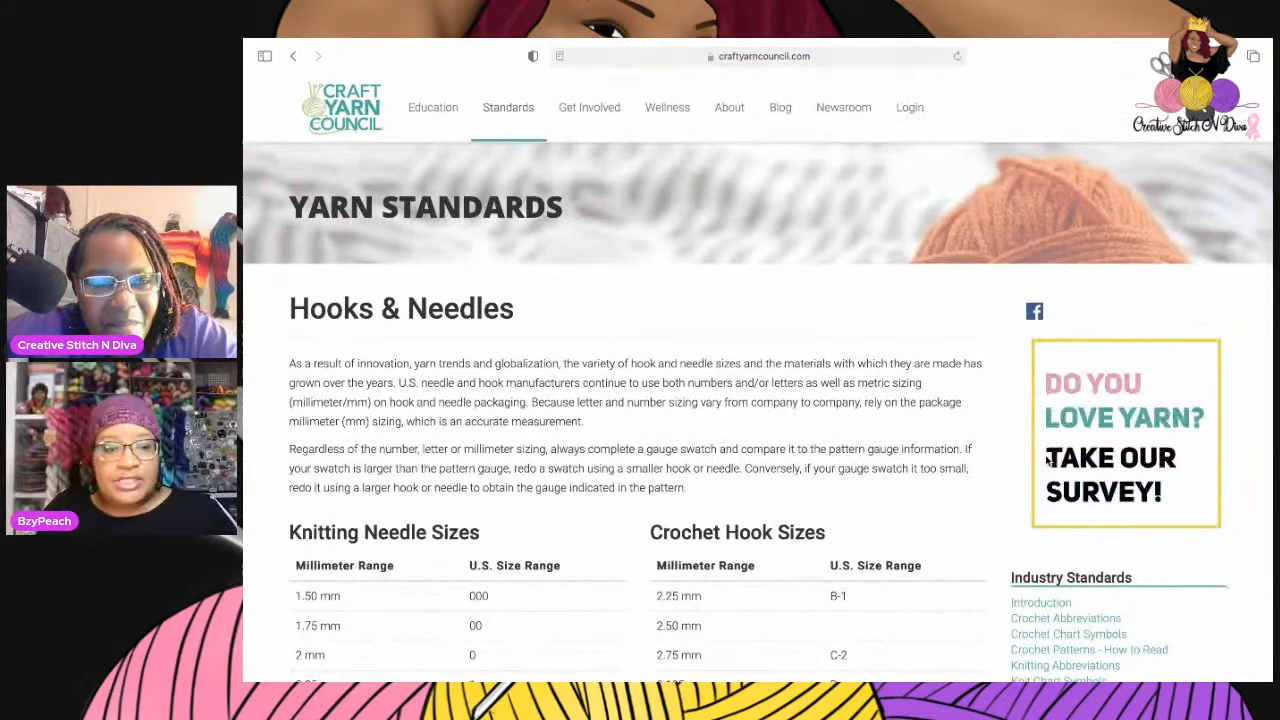 craftyarncouncil.com
CRAFT
YARN
COUNCIL
Education Standards Get Involved Wellness About Blog Newsroom Login
Creative Stitch N Diva
YARN STANDARDS
Hooks & Needles
As a result of innovation, yarn trends and globalization, the variety of hook and needle sizes and the materials with which they are made has
grown over the years. U.S. needle and hook manufacturers continue to use both numbers and/or letters as well as metric sizing
(millimeter/mm) on hook and needle packaging. Because letter and number sizing vary from company to company, rely on the package
millimeter (mm) sizing, which is an accurate measurement.
Regardless of the number, letter or millimeter sizing, always complete a gauge swatch and compare it to the pattern gauge information. If
your swatch is larger than the pattern gauge, redo a swatch using a smaller hook or needle. Conversely, if your gauge swatch it too small,
redo it using a larger hook or needle to obtain the gauge indicated in the pattern.
Knitting Needle Sizes
Millimeter Range U.S. Size Range
1.50 mm 000
1.75 mm 00
2 mm 0
Crochet Hook Sizes
Millimeter Range U.S. Size Range
2.25 mm B-1
2.50 mm
2.75 mm C-2
DO YOU
LOVE YARN?
TAKE OUR
SURVEY!
Industry Standards
Introduction
Crochet Abbreviations
Crochet Chart Symbols
Crochet Patterns - How to Read
Knitting Abbreviations
Knit Chart Symbols
Creative Stitch N Diva
BzyPeach